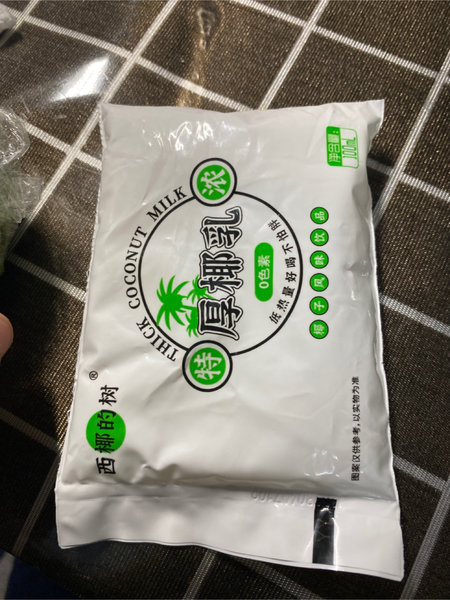 西椰的树®
THICK COCONUT MILK
特
浓
厚椰乳
0色素
低热量好喝不怕胖
净含量:
椰子风味饮品
图案仅供参考,以实物为准